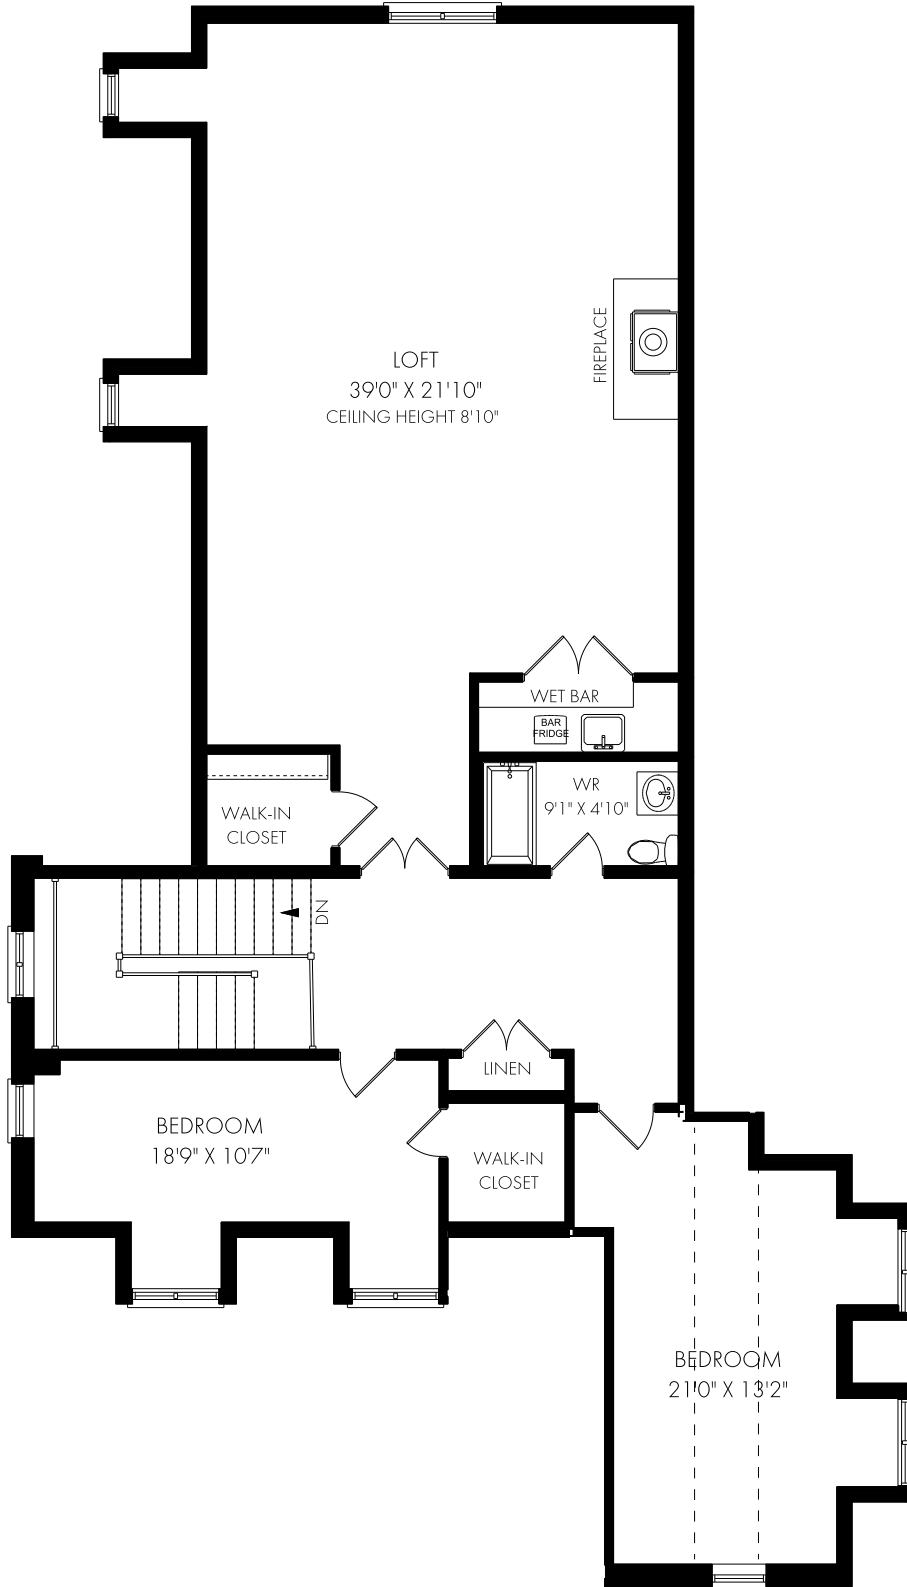 FIREPLACE
LOFT
39'0" X 21'10"
CEILING HEIGHT 8'10"
WET BAR
BAR
FRIDGE
WR
9'1" X 4'10"
WALK-IN
CLOSET
DN
LINEN
BEDROOM
18'9" X 10'7"
WALK-IN
CLOSET
BEDROOM
21'0" X 13'2"